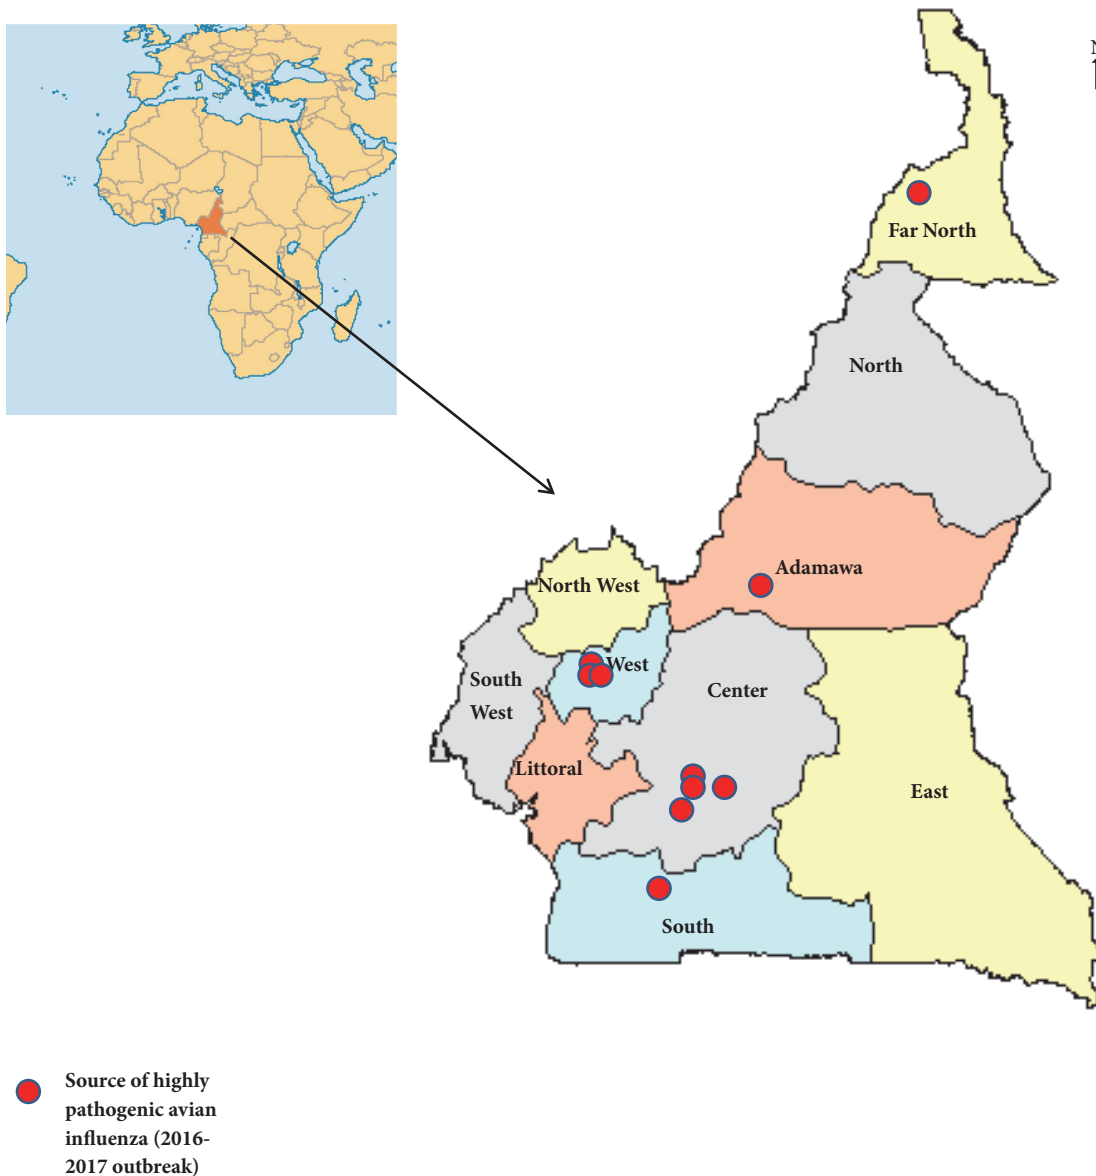 N
Far North
North
Adamawa
North West
West
South
West
Center
Littoral
East
South
Source of highly
pathogenic avian
influenza (2016-
2017 outbreak)